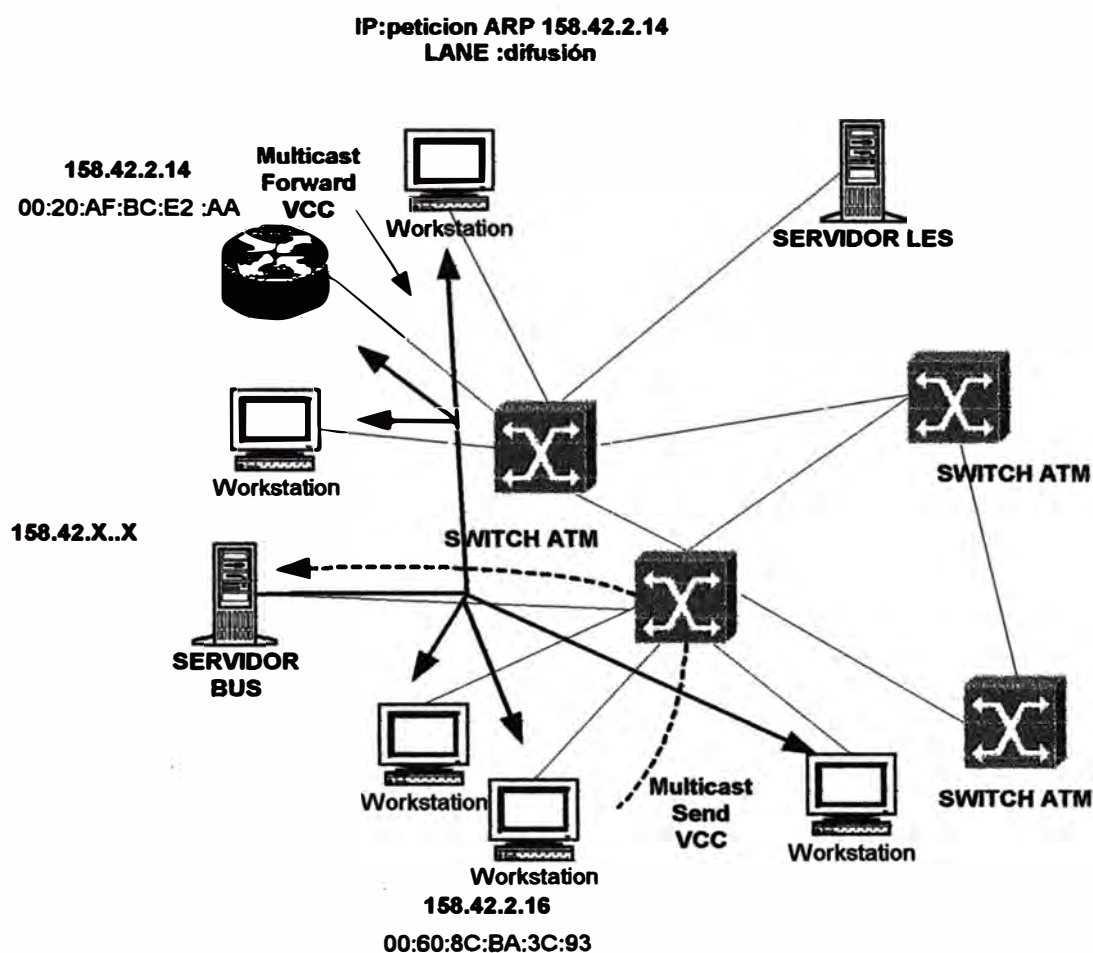 IP:peticion ARP 158.42.2.14
LANE :difusión
158.42.2.14
00:20:AF:BC:E2 :AA
Multicast
Forward
VCC
Workstation
SERVIDOR LES
Workstation
SWITCH ATM
158.42.X..X
SWITCH ATM
SERVIDOR
BUS
Workstation
Multicast
Send
VCC
SWITCH ATM
Workstation
Workstation
158.42.2.16
00:60:8C:BA:3C:93